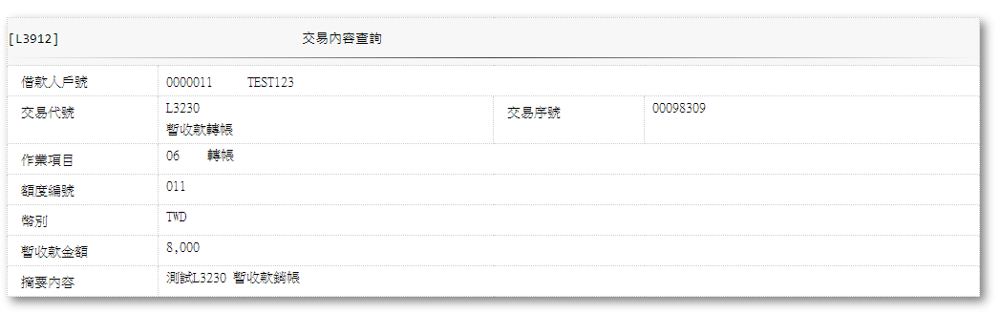 [L3912] 交易內容查詢
借款人戶號 0000011 TEST123
交易代號 L3230 交易序號 00098309
暫收款轉帳
作業項目 06 轉帳
額度編號 011
幣別 TWD
暫收款金額 8,000
摘要內容 測試L3230 暫收款銷帳